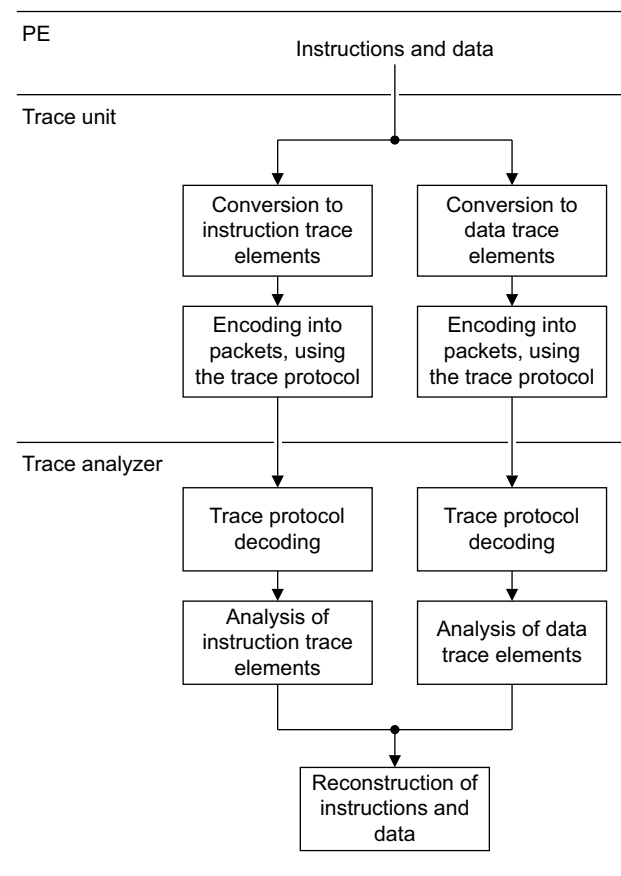 PE
Instructions and data
Trace unit
Conversion to
instruction trace
elements
Conversion to
data trace
elements
Encoding into
packets, using
the trace protocol
Encoding into
packets, using
the trace protocol
Trace analyzer
Trace protocol
decoding
Trace protocol
decoding
Analysis of
instruction trace
elements
Analysis of data
trace elements
Reconstruction of
instructions and
data